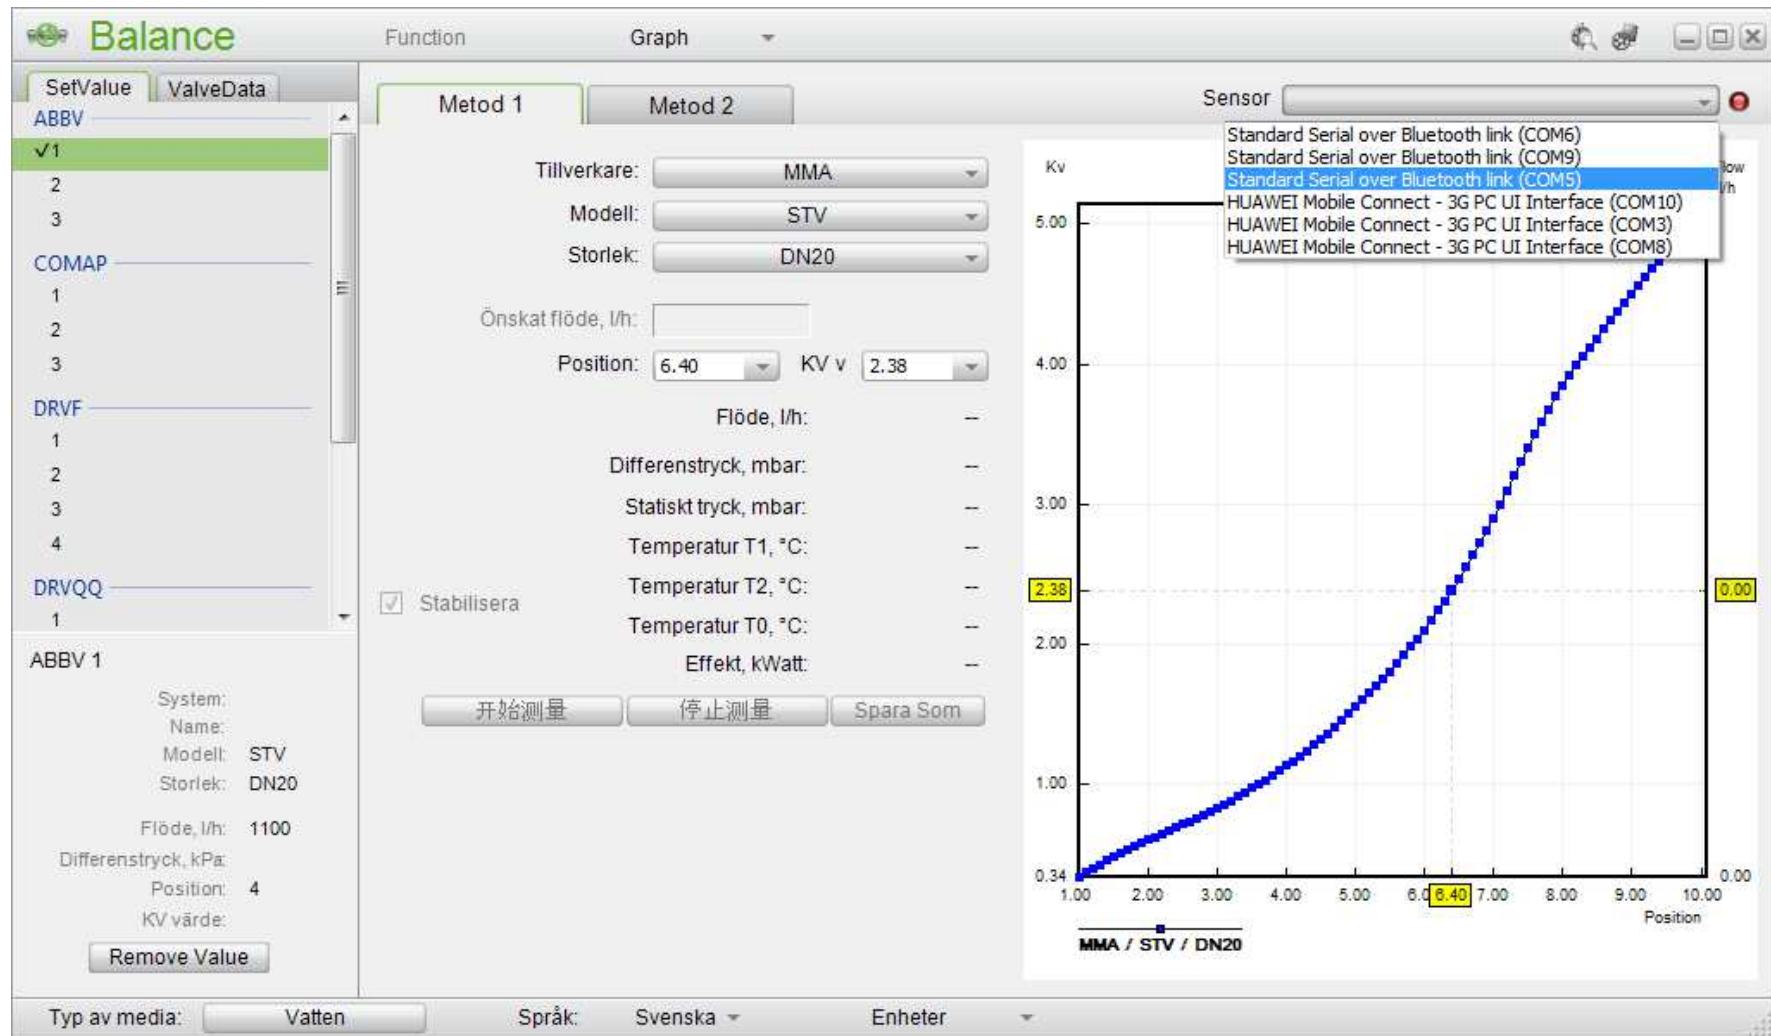 Balance
Function
Graph
SetValue
ValveData
ABBV
√1
2
3
COMAP
1
2
3
DRVF
1
2
3
4
DRVQQ
1
ABBV 1
System:
Name:
Modell: STV
Storlek: DN20
Flöde, l/h: 1100
Differenstryck, kPa:
Position: 4
KV värde:
Remove Value
Metod 1
Metod 2
Tillverkare: MMA
Modell: STV
Storlek: DN20
Önskat flöde, l/h:
Position: 6.40 KV v 2.38
Flöde, l/h: --
Differenstryck, mbar: --
Statiskt tryck, mbar: --
Temperatur T1, °C: --
Temperatur T2, °C: --
Stabilisera
Temperatur T0, °C: --
Effekt, kWatt: --
开始测量
停止测量
Spara Som
Sensor
Standard Serial over Bluetooth link (COM6)
Standard Serial over Bluetooth link (COM9)
Standard Serial over Bluetooth link (COM5)
HUAWEI Mobile Connect - 3G PC UI Interface (COM10)
HUAWEI Mobile Connect - 3G PC UI Interface (COM3)
HUAWEI Mobile Connect - 3G PC UI Interface (COM8)
Kv
5.00
4.00
3.00
2.38
2.00
1.00
0.34
0.00
0.00
1.00 2.00 3.00 4.00 5.00 6.40 7.00 8.00 9.00 10.00
Position
MMA / STV / DN20
Typ av media: Vatten
Språk: Svenska
Enheter